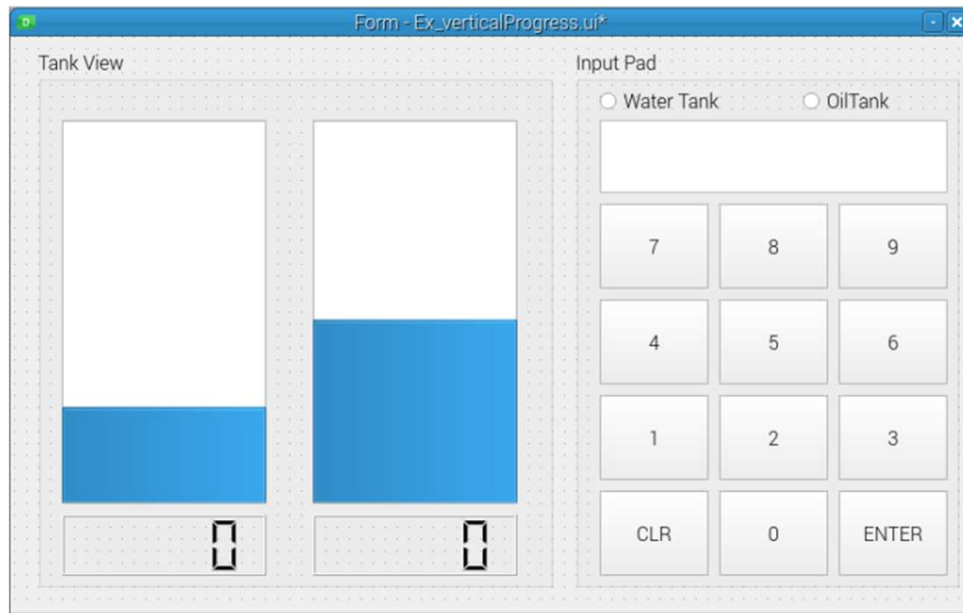 D Form - Ex_verticalProgress.ui*
Tank View
Input Pad
Water Tank OilTank
7 8 9
4 5 6
1 2 3
CLR 0 ENTER
0 0